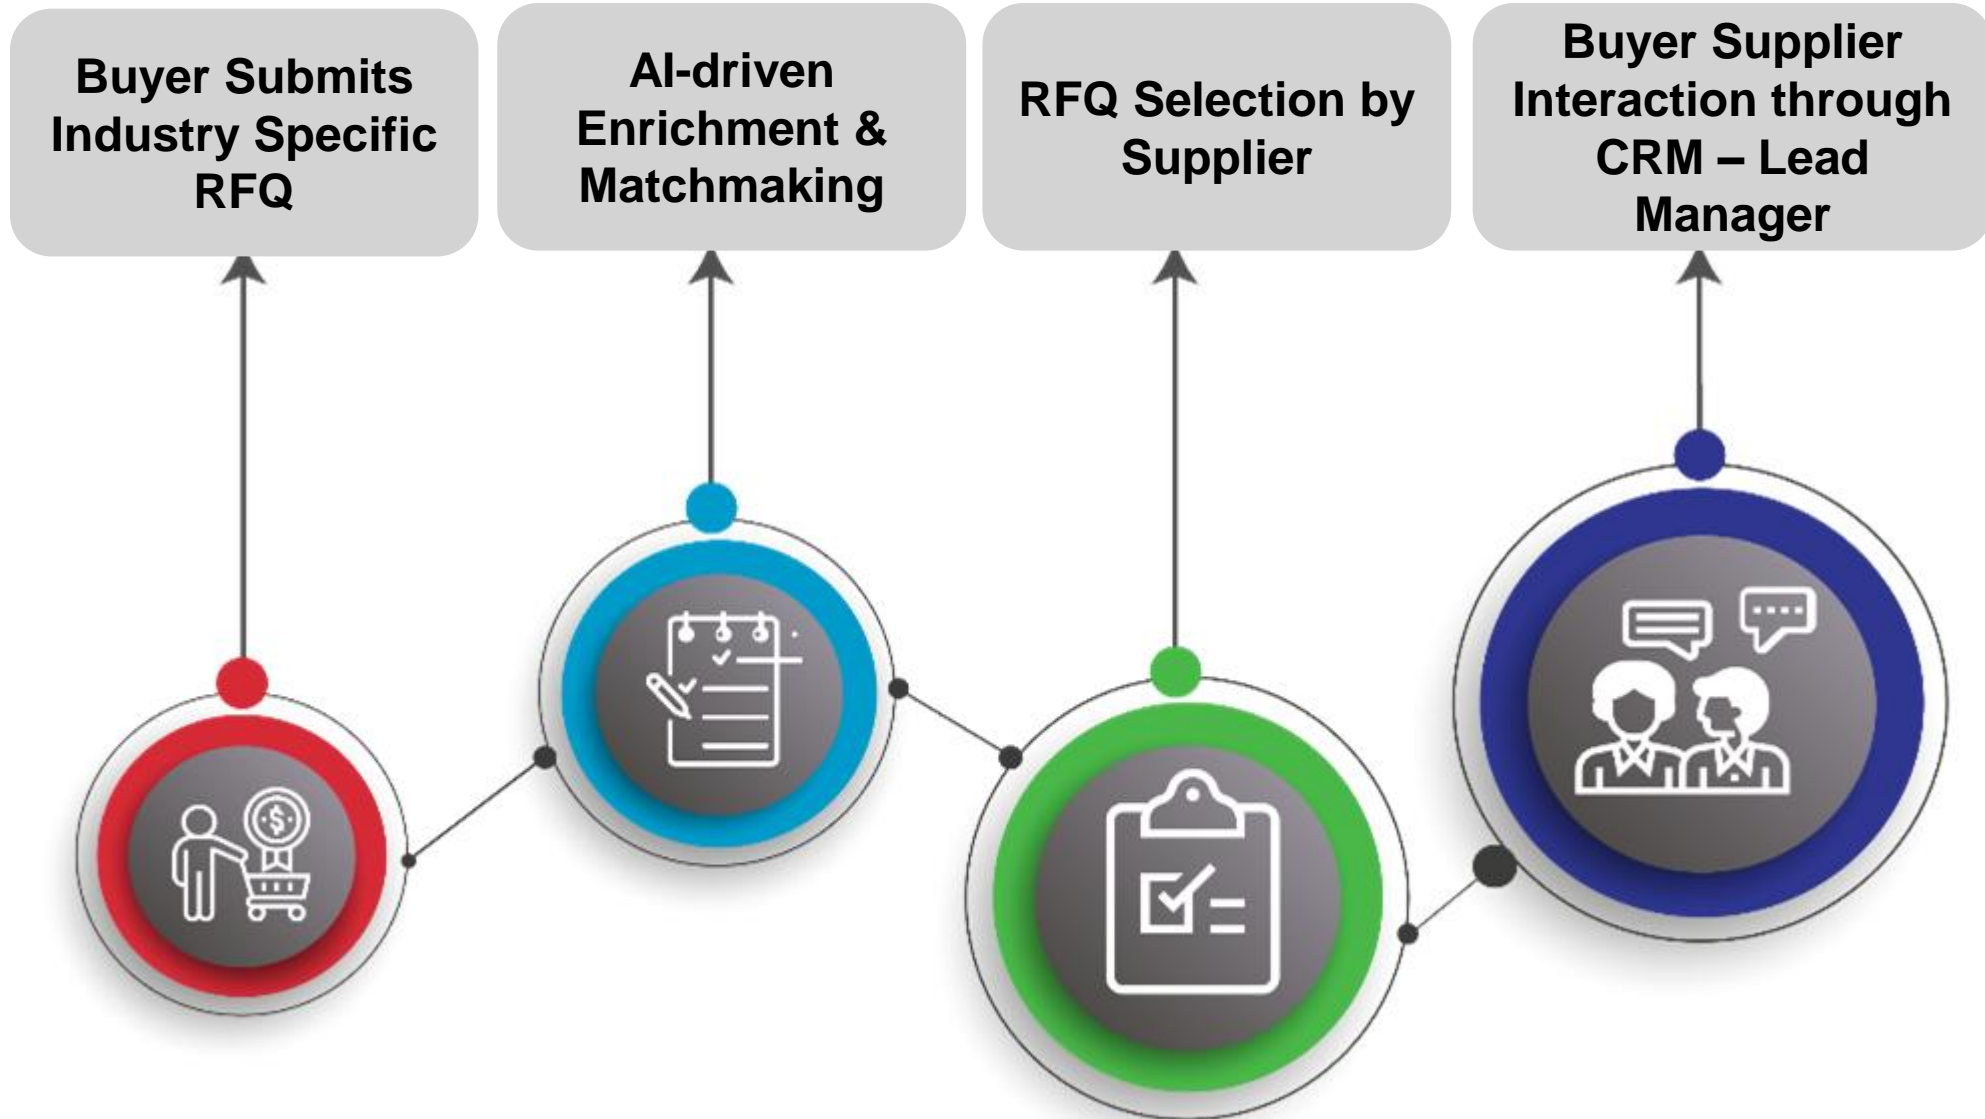 Buyer Submits
Industry Specific
RFQ
AI-driven
Enrichment &
Matchmaking
RFQ Selection by
Supplier
Buyer Supplier
Interaction through
CRM – Lead
Manager
$